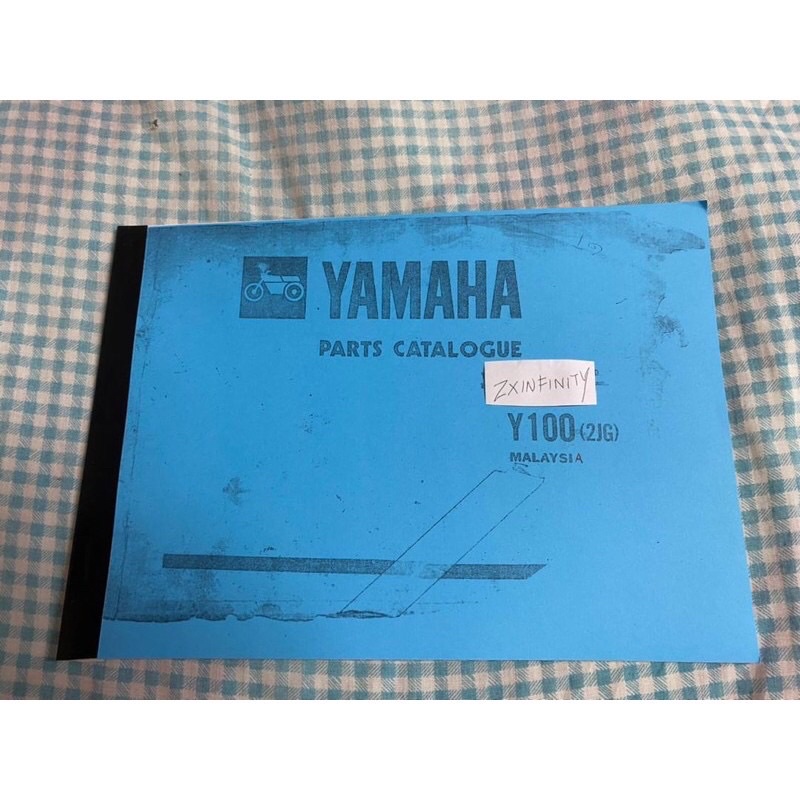 YAMAHA
PARTS CATALOGUE
ZXINFINITY
Y100 (2JG)
MALAYSIA